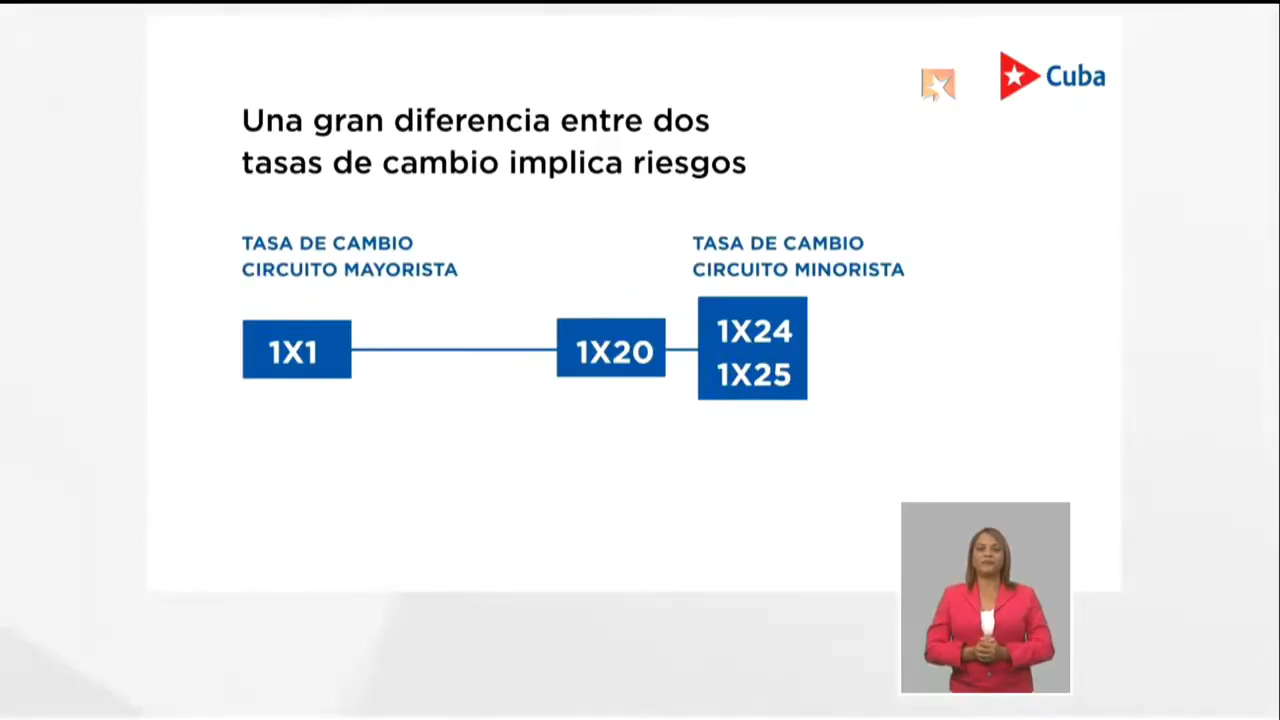 Cuba
Una gran diferencia entre dos
tasas de cambio implica riesgos
TASA DE CAMBIO
CIRCUITO MAYORISTA
TASA DE CAMBIO
CIRCUITO MINORISTA
1X1
1X20
1X24
1X25